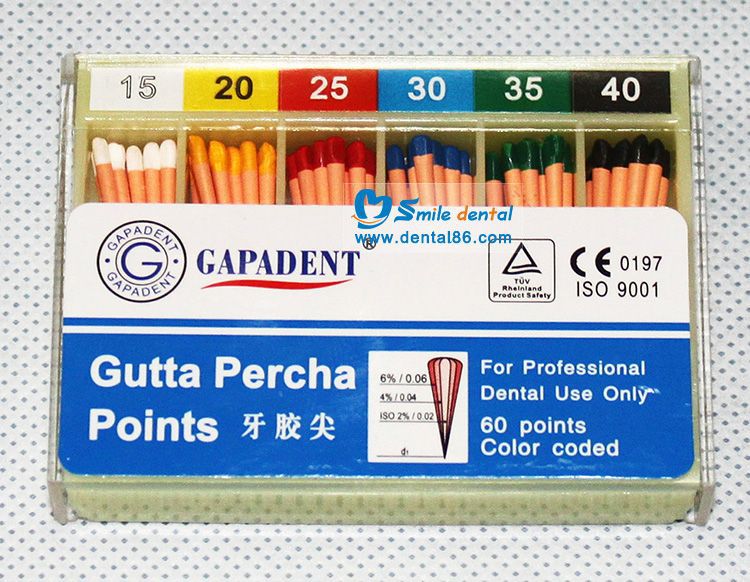 15 20 25 30 35 40
Smile dental
www.dental86.com
GAPADENT
G
GAPADENT
GAPADENT®
TÜV
Rheinland
Product Safety
CE 0197
ISO 9001
Gutta Percha
Points 牙胶尖
6% / 0.06
4% / 0.04
ISO 2% / 0.02
d₁
For Professional
Dental Use Only
60 points
Color coded